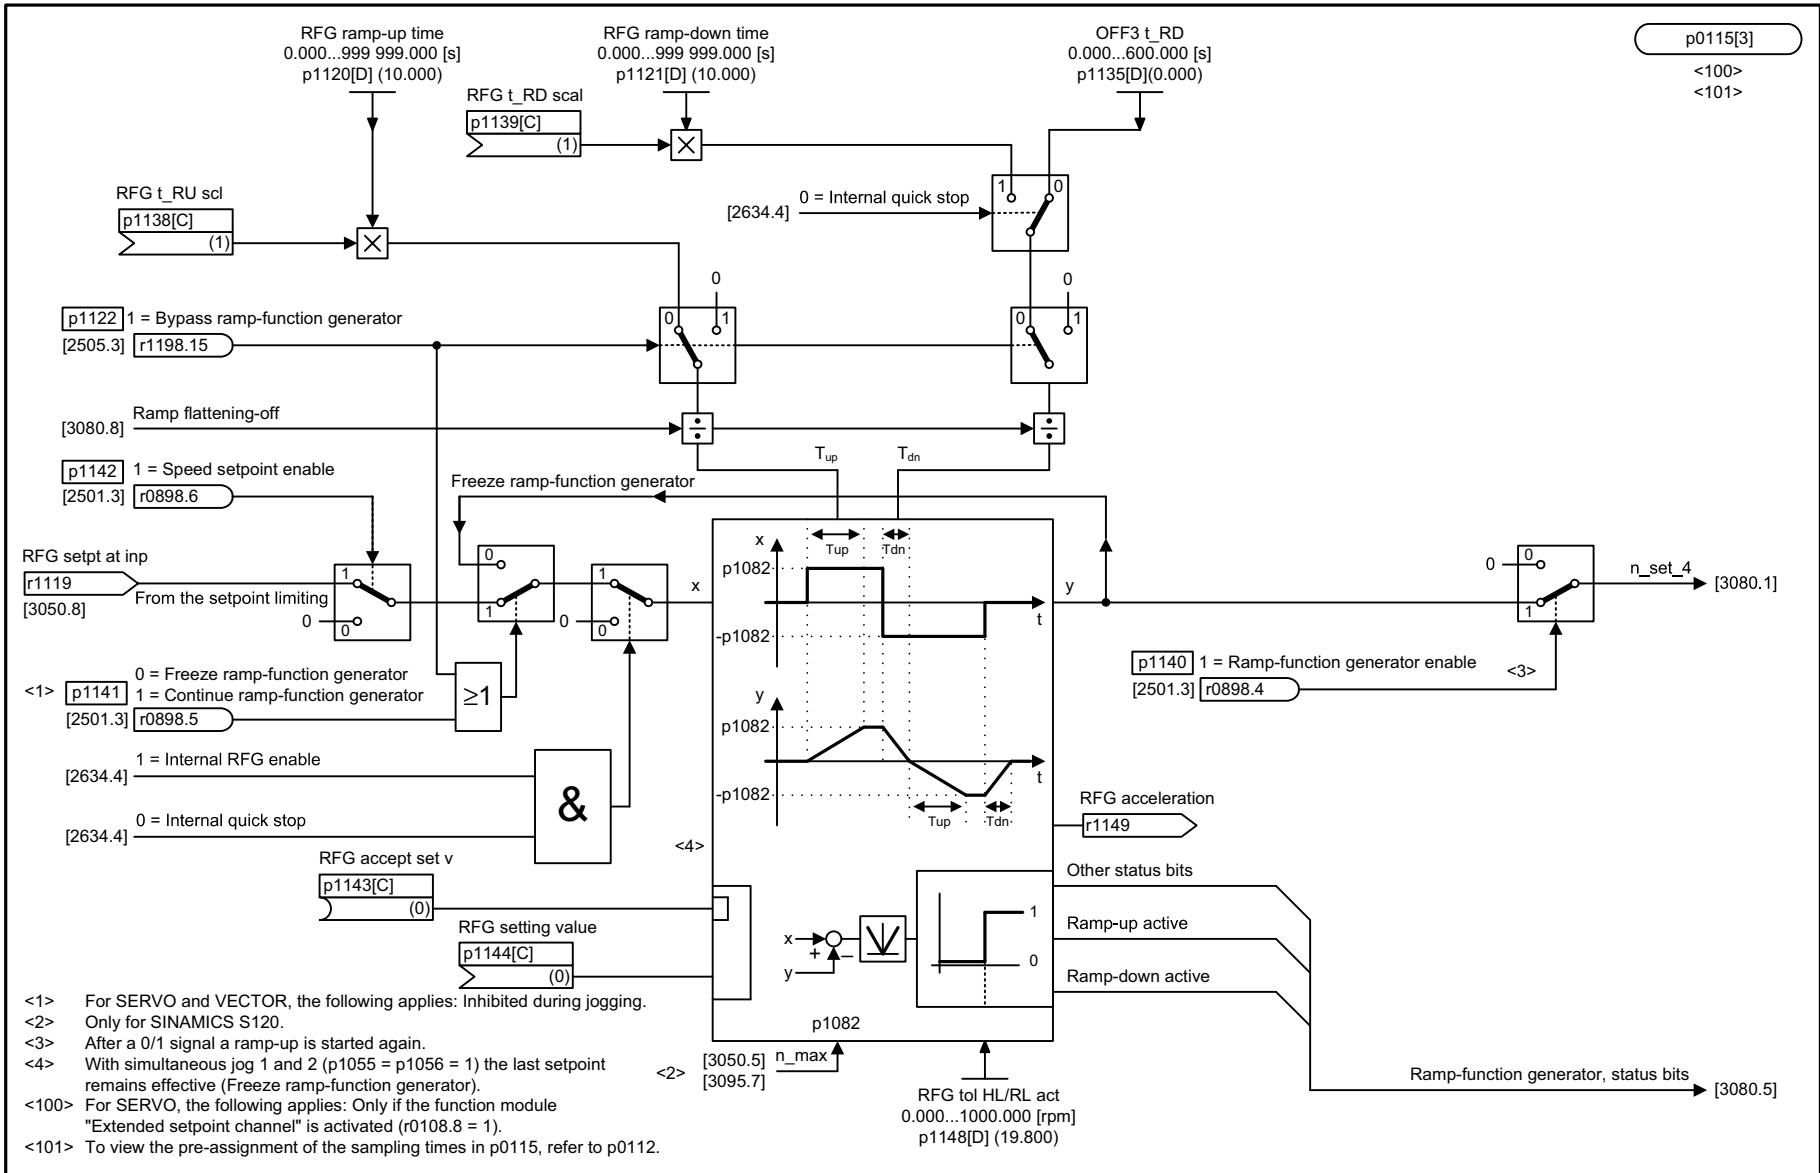 RFG ramp-up time
0.000...999 999.000 [s]
p1120[D] (10.000)
RFG ramp-down time
0.000...999 999.000 [s]
p1121[D] (10.000)
OFF3 t_RD
0.000...600.000 [s]
p1135[D](0.000)
p0115[3]
<100>
<101>
RFG t_RD scal
p1139[C]
(1)
RFG t_RU scl
p1138[C]
(1)
1
0
[2634.4]
0 = Internal quick stop
0
0
p1122
1 = Bypass ramp-function generator
[2505.3]
r1198.15
0
1
0
1
Ramp flattening-off
[3080.8]
p1142
1 = Speed setpoint enable
[2501.3]
r0898.6
Tup
Tdn
Freeze ramp-function generator
RFG setpt at inp
r1119
[3050.8]
From the setpoint limiting
1
0
0
0
1
1
0
0
x
x
p1082
-p1082
Tup
Tdn
t
y
0
0
1
n_set_4
[3080.1]
<1>
p1141
0 = Freeze ramp-function generator
1 = Continue ramp-function generator
[2501.3]
r0898.5
≥1
p1140
1 = Ramp-function generator enable
[2501.3]
r0898.4
<3>
y
p1082
-p1082
t
Tup
Tdn
1 = Internal RFG enable
[2634.4]
0 = Internal quick stop
[2634.4]
&
RFG acceleration
r1149
<4>
RFG accept set v
p1143[C]
(0)
RFG setting value
p1144[C]
(0)
x
+
y
−
1
0
Other status bits
Ramp-up active
Ramp-down active
p1082
<2>
[3050.5]
[3095.7]
n_max
RFG tol HL/RL act
0.000...1000.000 [rpm]
p1148[D] (19.800)
Ramp-function generator, status bits
[3080.5]
<1> For SERVO and VECTOR, the following applies: Inhibited during jogging.
<2> Only for SINAMICS S120.
<3> After a 0/1 signal a ramp-up is started again.
<4> With simultaneous jog 1 and 2 (p1055 = p1056 = 1) the last setpoint
remains effective (Freeze ramp-function generator).
<100> For SERVO, the following applies: Only if the function module
"Extended setpoint channel" is activated (r0108.8 = 1).
<101> To view the pre-assignment of the sampling times in p0115, refer to p0112.